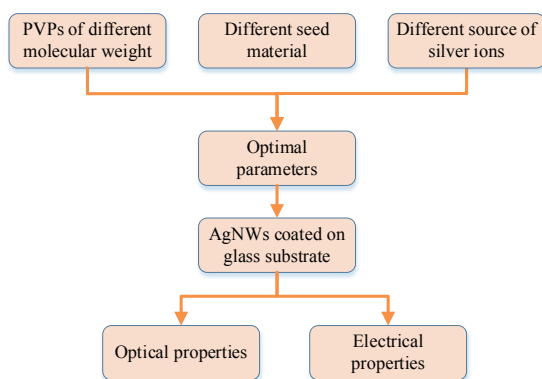 PVPs of different
molecular weight
Different seed
material
Different source of
silver ions
Optimal
parameters
AgNWs coated on
glass substrate
Optical properties
Electrical
properties